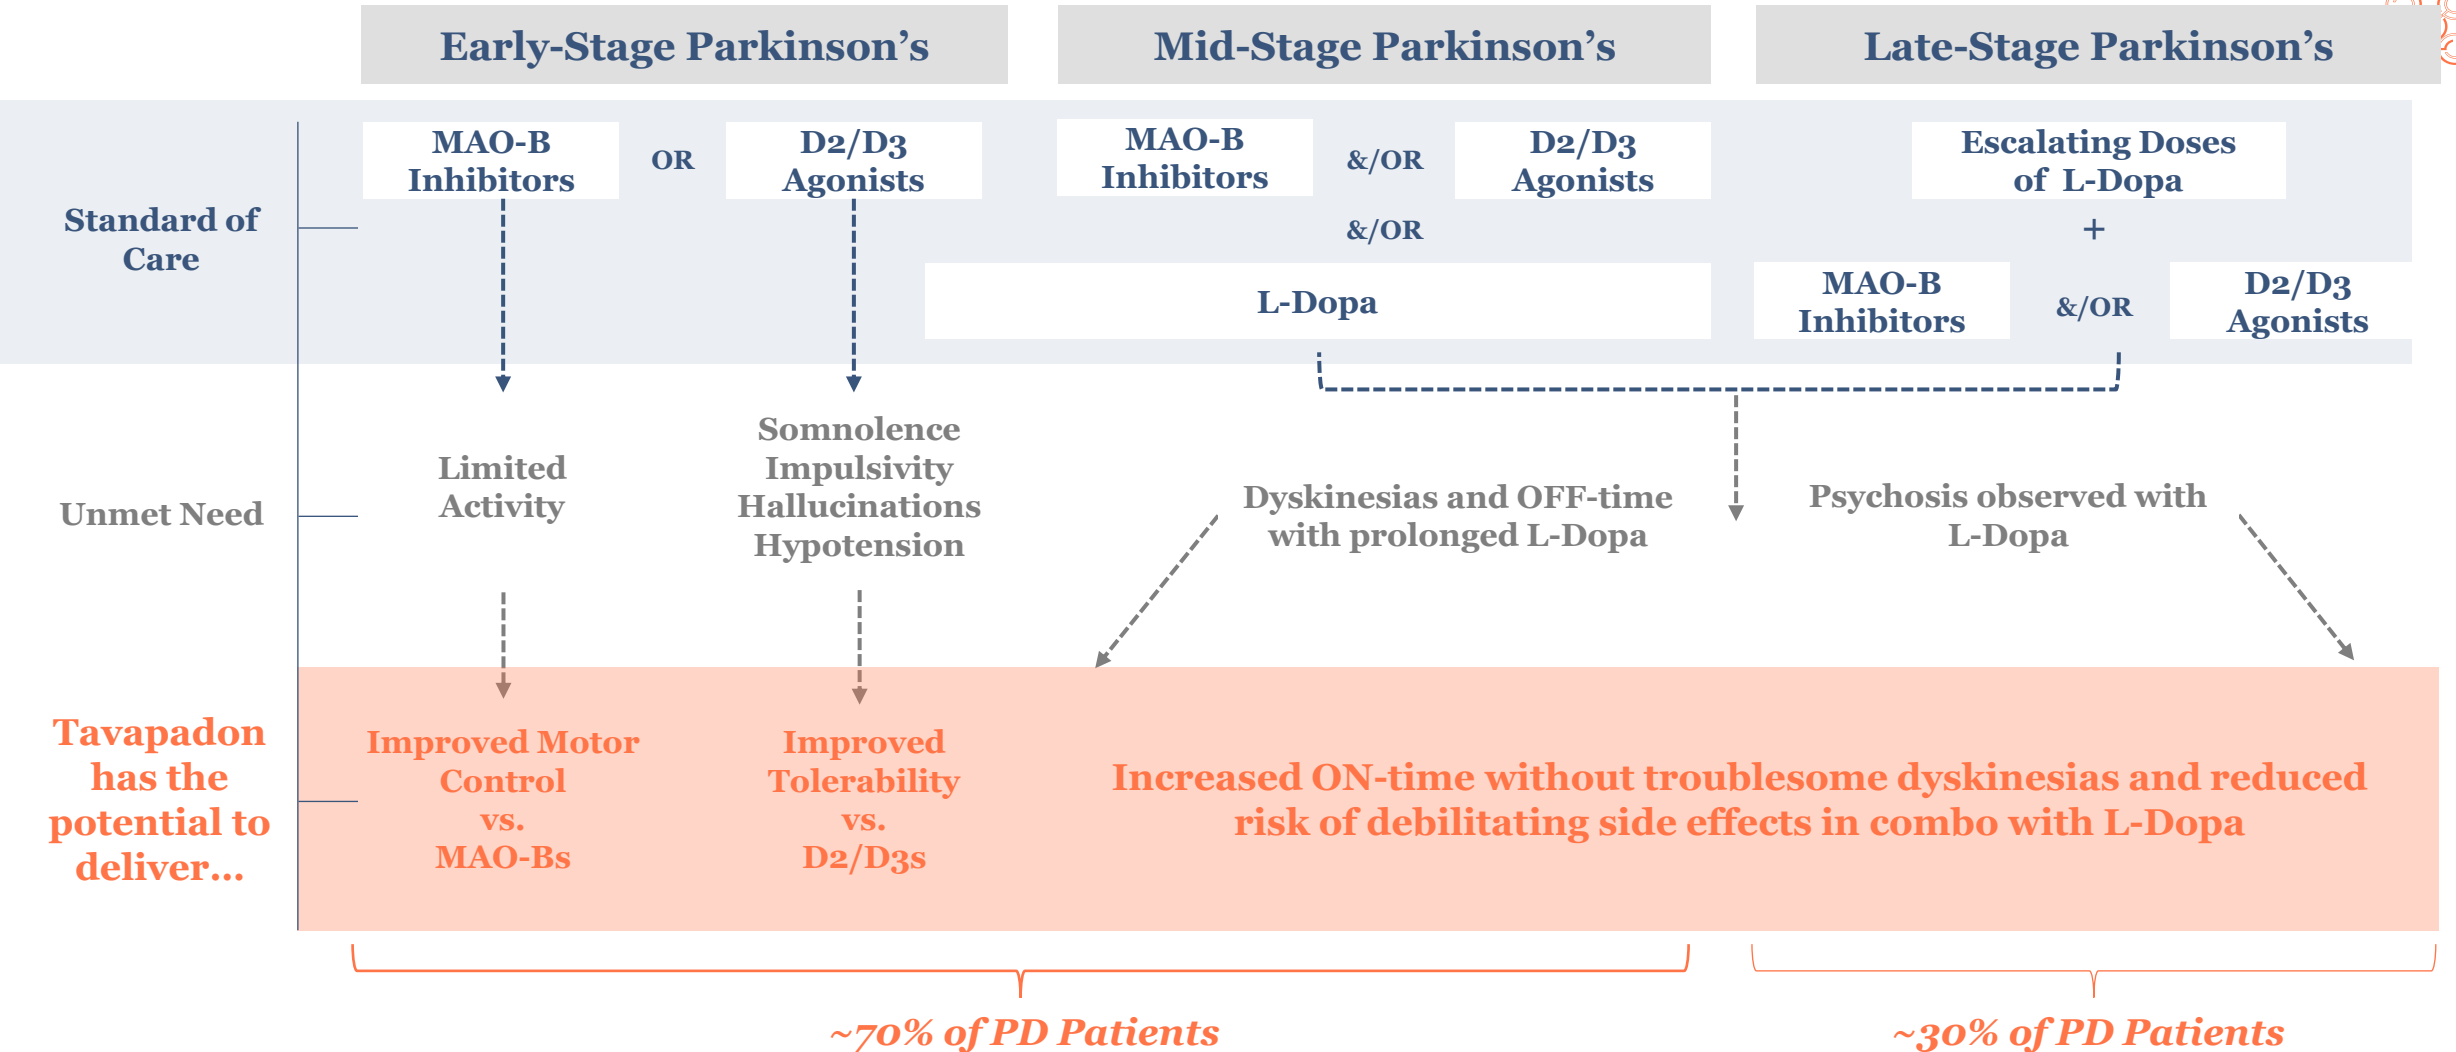 Early-Stage Parkinson's
Mid-Stage Parkinson's
Late-Stage Parkinson's
Standard of
Care
MAO-B
Inhibitors
OR
D2/D3
Agonists
MAO-B
Inhibitors
&/OR
D2/D3
Agonists
&/OR
L-Dopa
Escalating Doses
of L-Dopa
+
MAO-B
Inhibitors
&/OR
D2/D3
Agonists
Unmet Need
Limited
Activity
Somnolence
Impulsivity
Hallucinations
Hypotension
Dyskinesias and OFF-time
with prolonged L-Dopa
Psychosis observed with
L-Dopa
Tavapadon
has the
potential to
deliver...
Improved Motor
Control
vs.
MAO-Bs
Improved
Tolerability
vs.
D2/D3s
Increased ON-time without troublesome dyskinesias and reduced
risk of debilitating side effects in combo with L-Dopa
~70% of PD Patients
~30% of PD Patients